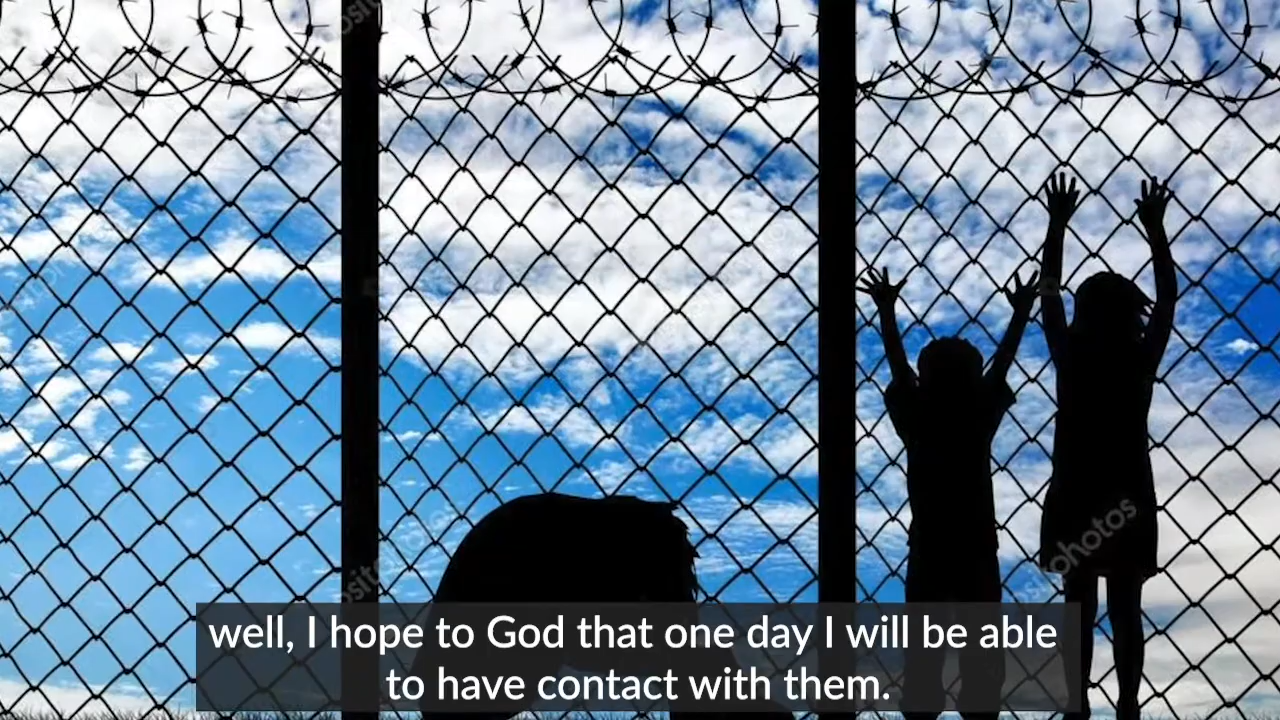 well, I hope to God that one day I will be able
to have contact with them.